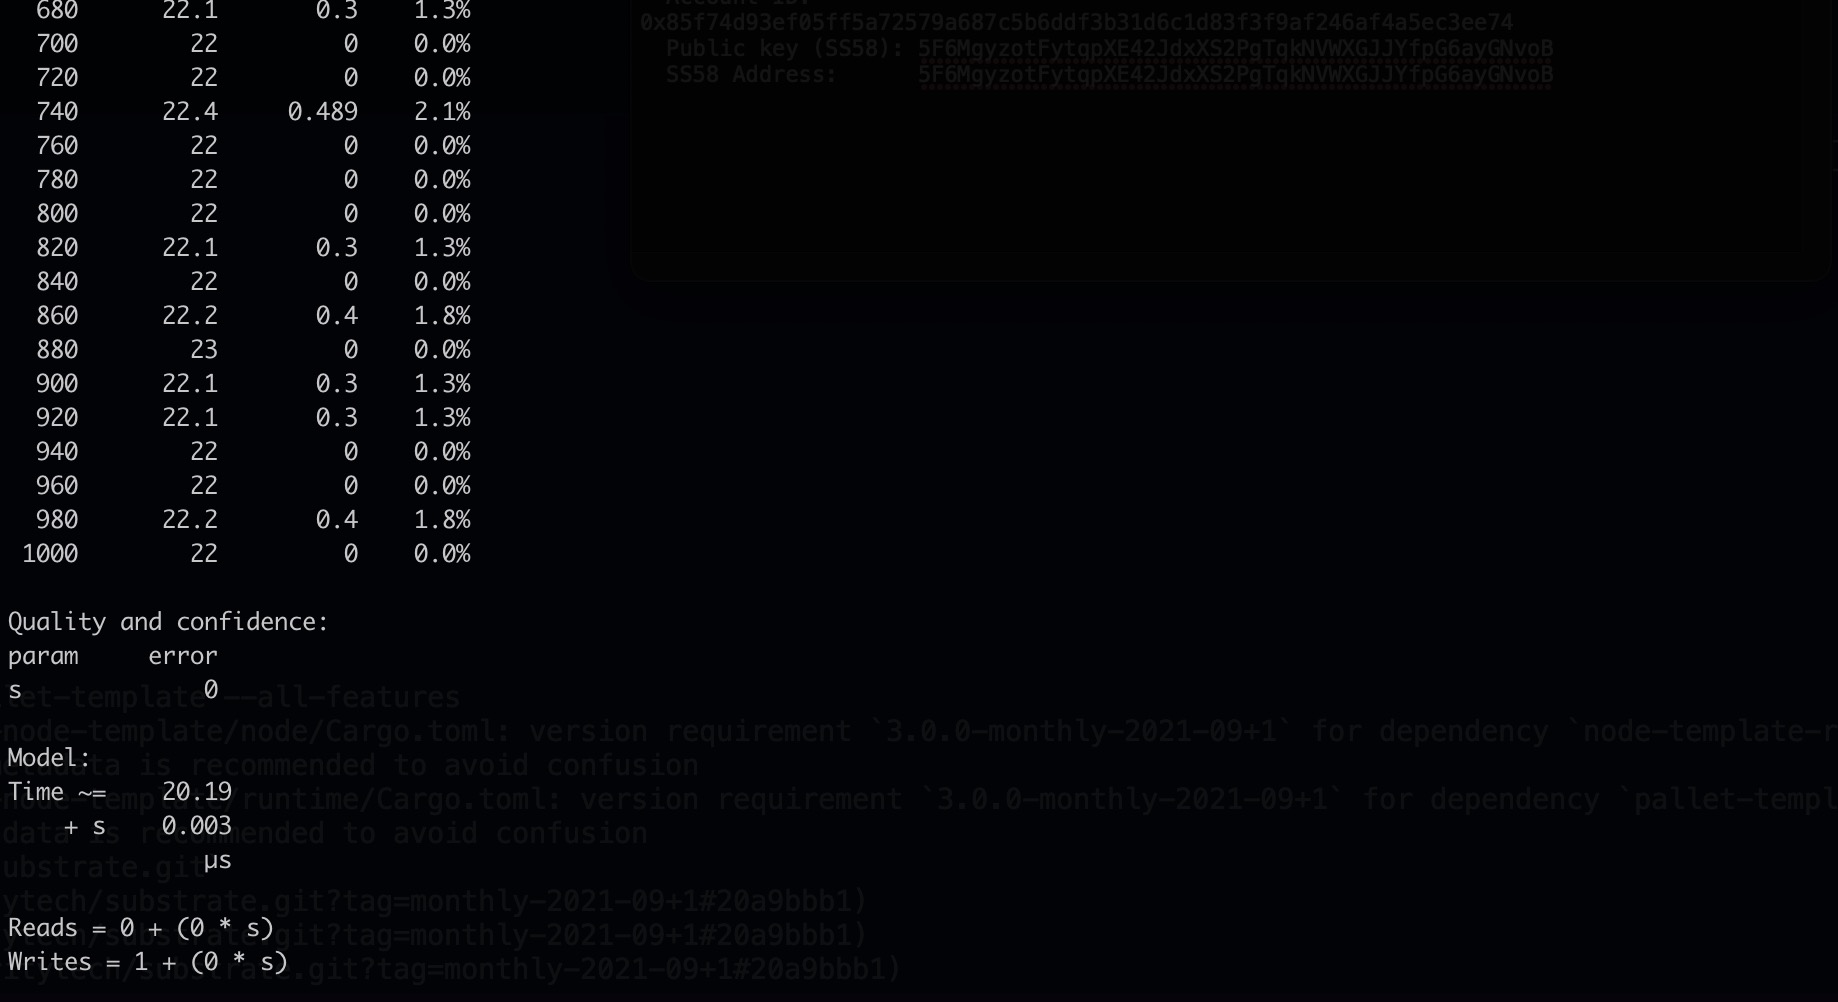 680 22.1 0.3 1.3%
700 22 0 0.0%
720 22 0 0.0%
740 22.4 0.489 2.1%
760 22 0 0.0%
780 22 0 0.0%
800 22 0 0.0%
820 22.1 0.3 1.3%
840 22 0 0.0%
860 22.2 0.4 1.8%
880 23 0 0.0%
900 22.1 0.3 1.3%
920 22.1 0.3 1.3%
940 22 0 0.0%
960 22 0 0.0%
980 22.2 0.4 1.8%
1000 22 0 0.0%
Quality and confidence:
param error
s 0
Model:
Time ~= 20.19
+ s 0.003
µs
Reads = 0 + (0 * s)
Writes = 1 + (0 * s)
0x85f74d93ef05ff5a72579a687c5b6ddf3b31d6c1d83f3f9af246af4a5ec3ee74
Public key (SS58): 5F6MgyzotFytqpXE42JdxXS2PgTqkNVWXGJJYfpG6ayGNvoB
SS58 Address: 5F6MgyzotFytqpXE42JdxXS2PgTqkNVWXGJJYfpG6ayGNvoB
let-template --all-features
-node-template/node/Cargo.toml: version requirement `3.0.0-monthly-2021-09+1` for dependency `node-template-r
etadata is recommended to avoid confusion
node-template/runtime/Cargo.toml: version requirement `3.0.0-monthly-2021-09+1` for dependency `pallet-templ
data is recommended to avoid confusion
ubstrate.git
ytech/substrate.git?tag=monthly-2021-09+1#20a9bbb1)
ytech/substrate.git?tag=monthly-2021-09+1#20a9bbb1)
itytech/substrate.git?tag=monthly-2021-09+1#20a9bbb1)